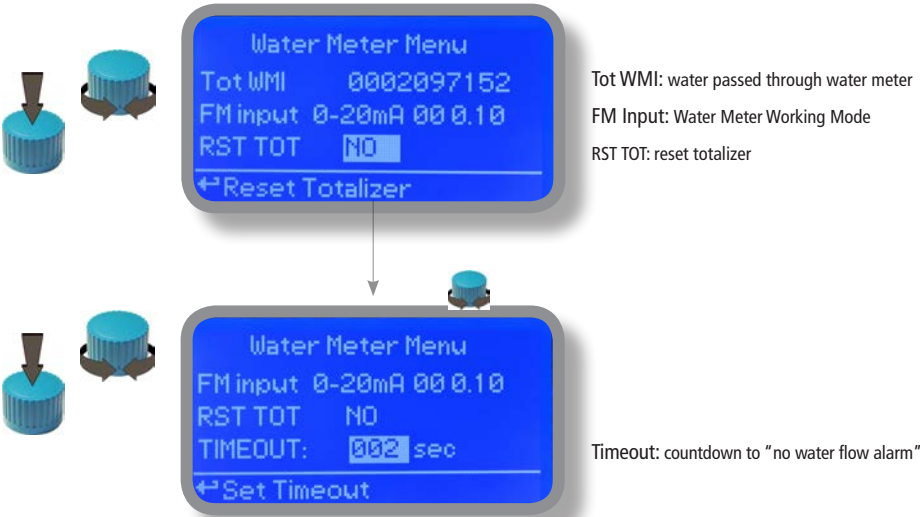 Water Meter Menu
Tot WMI 0002097152
FM input 0-20mA 00 0.10
RST TOT NO
↵Reset Totalizer
Tot WMI: water passed through water meter
FM Input: Water Meter Working Mode
RST TOT: reset totalizer
Water Meter Menu
FM input 0-20mA 00 0.10
RST TOT NO
TIMEOUT: 002 sec
↵Set Timeout
Timeout: countdown to “no water flow alarm”